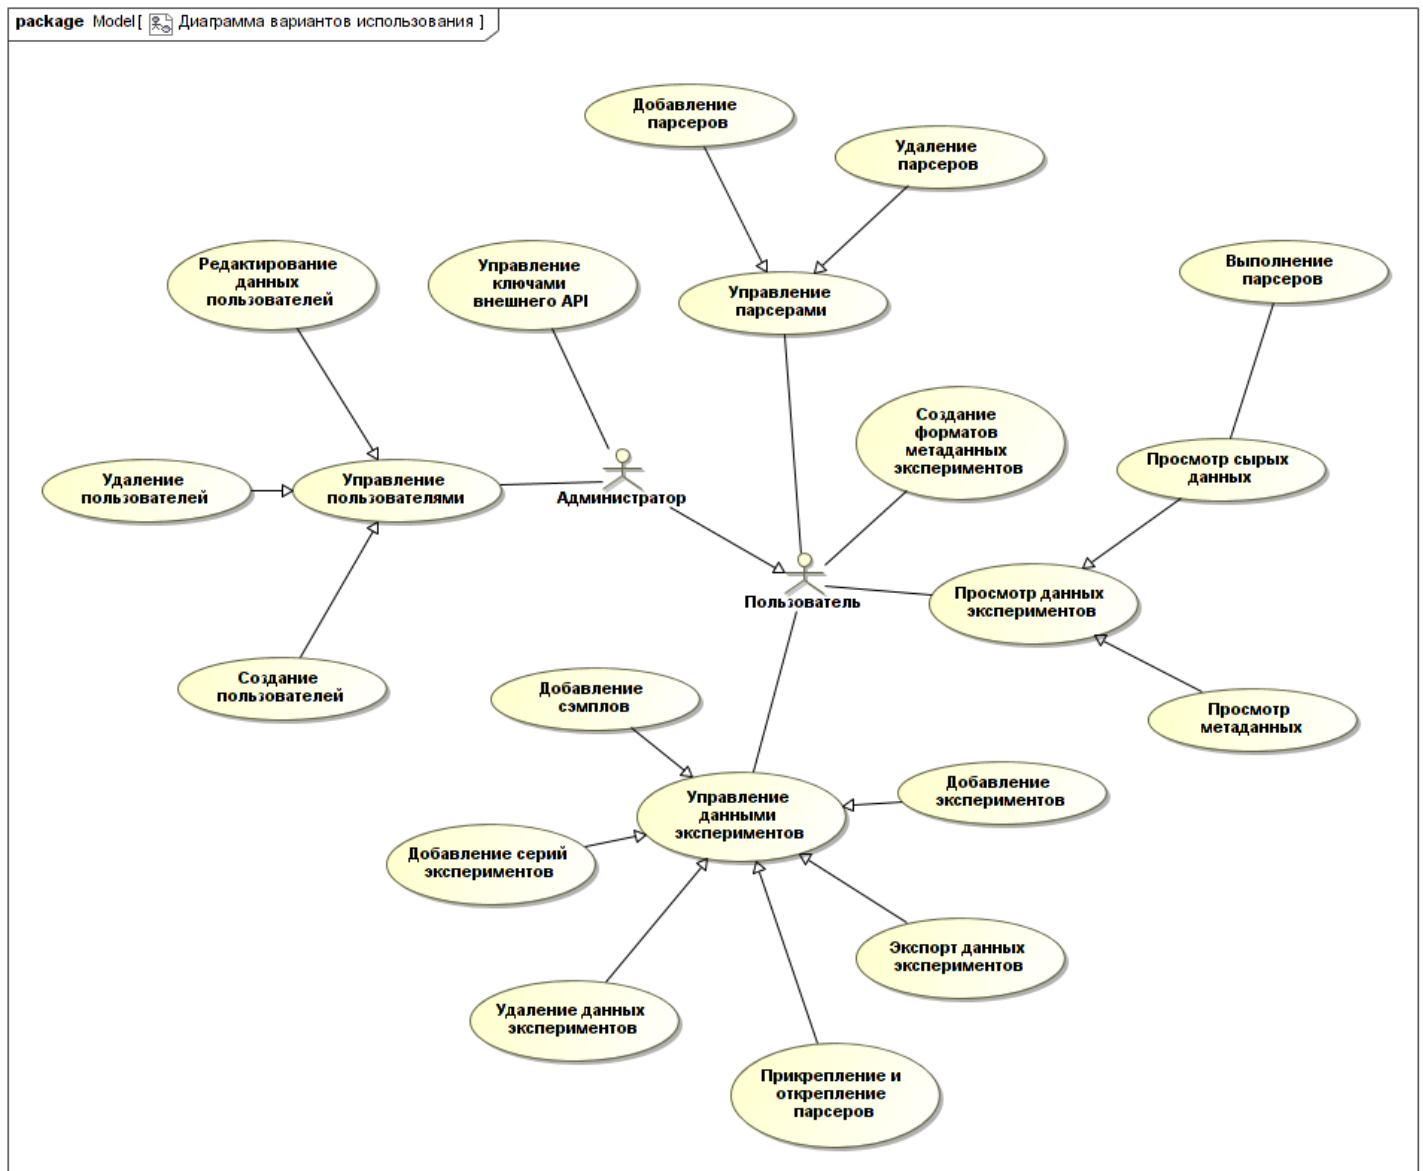 package Model[ Диаграмма вариантов использования ]
Добавление
парсеров
Удаление
парсеров
Редактирование
данных
пользователей
Управление
ключами
внешнего API
Управление
парсерами
Выполнение
парсеров
Создание
форматов
метаданных
экспериментов
Просмотр сырых
данных
Удаление
пользователей
Управление
пользователями
Администратор
Пользователь
Просмотр данных
экспериментов
Создание
пользователей
Добавление
сэмплов
Просмотр
метаданных
Управление
данными
экспериментов
Добавление
экспериментов
Добавление серий
экспериментов
Экспорт данных
экспериментов
Удаление данных
экспериментов
Прикрепление и
открепление
парсеров